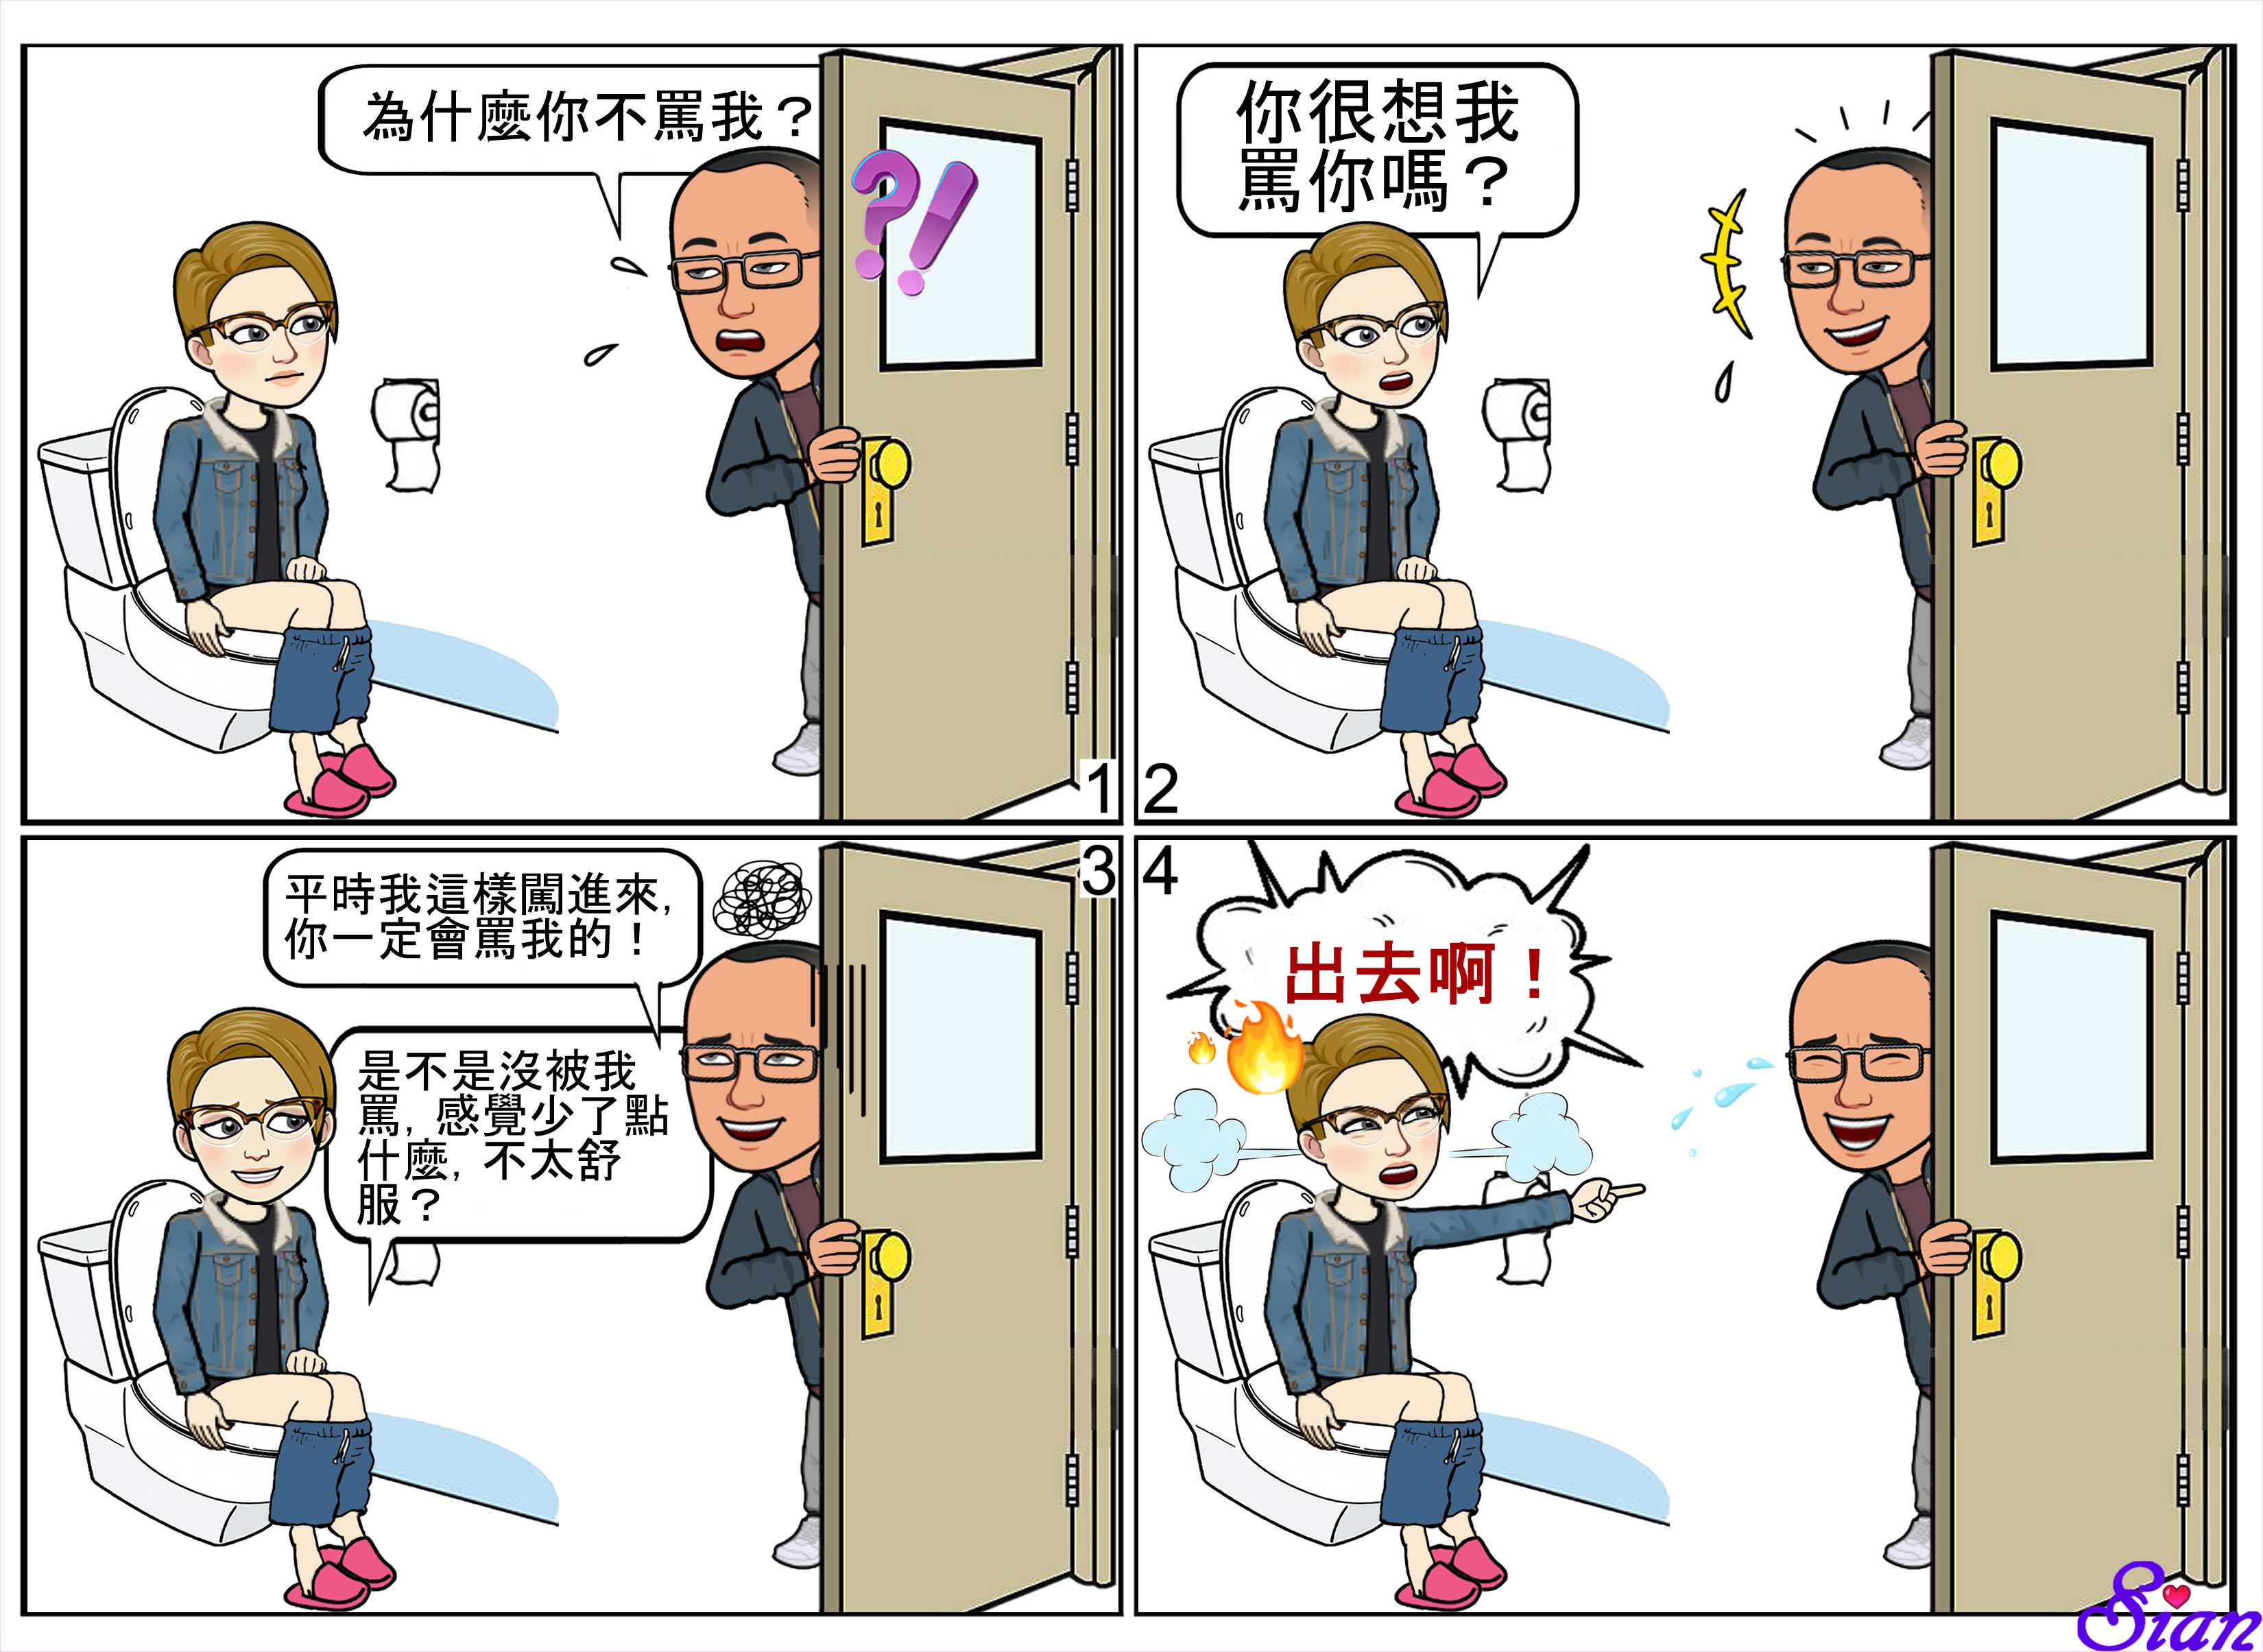 為什麼你不罵我？
1
你很想我
罵你嗎？
2
平時我這樣闖進來,
你一定會罵我的！
是不是沒被我
罵, 感覺少了點
什麼, 不太舒
服？
3
4
出去啊！
Sian